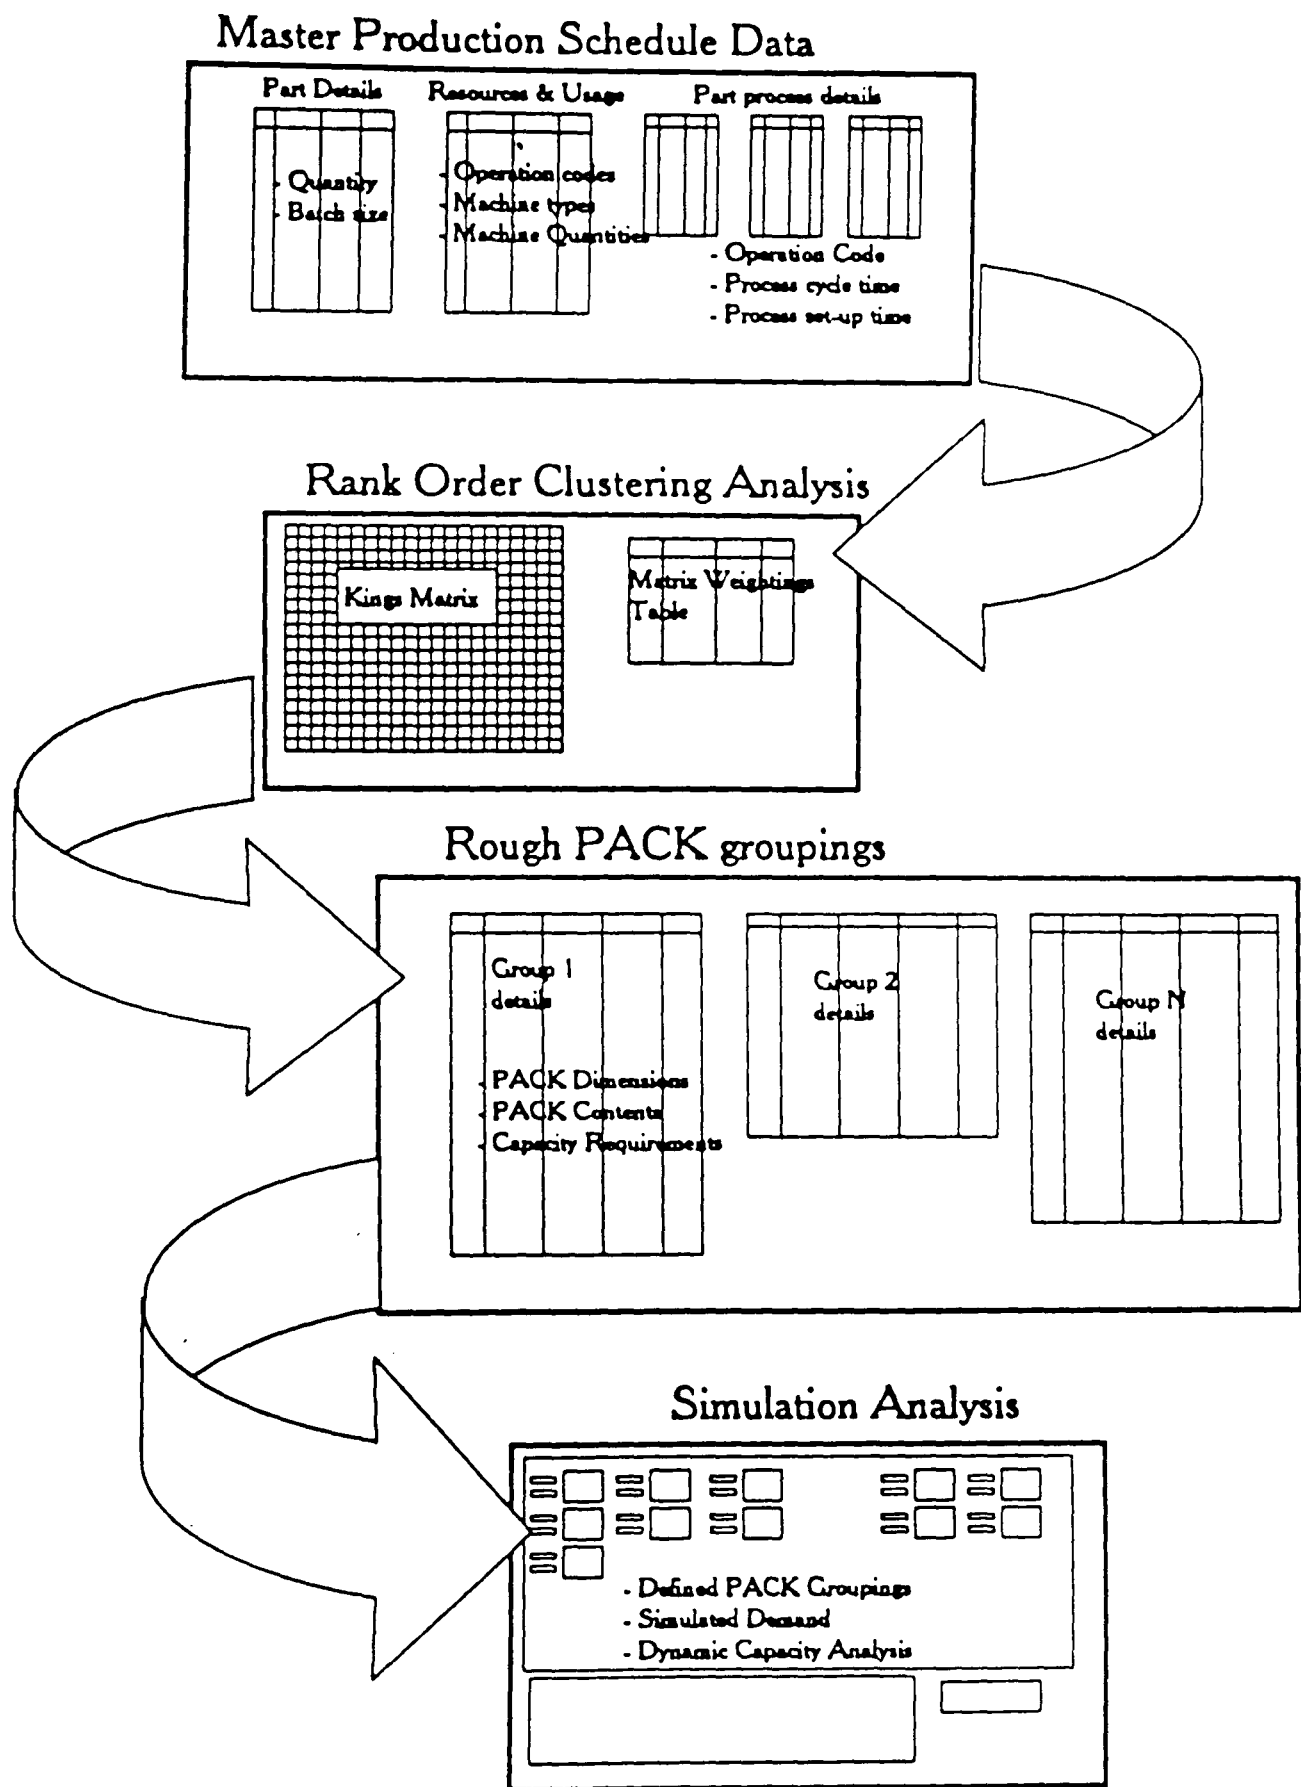 Master Production Schedule Data
Part Details
- Quantity
- Batch size
Resources & Usage
- Operation codes
- Machine types
- Machine Quantities
Part process details
- Operation Code
- Process cycle time
- Process set-up time
Rank Order Clustering Analysis
Kings Matrix
Matrix Weightings
Table
Rough PACK groupings
Group 1
details
- PACK Dimensions
- PACK Contents
- Capacity Requirements
Group 2
details
Group N
details
Simulation Analysis
- Defined PACK Groupings
- Simulated Demand
- Dynamic Capacity Analysis